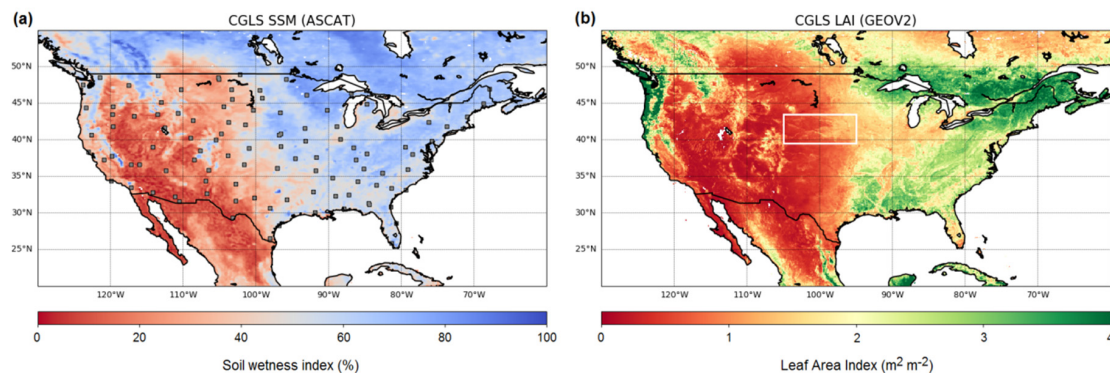 (a)
CGLS SSM (ASCAT)
50°N
45°N
40°N
35°N
30°N
25°N
120°W 110°W 100°W 90°W 80°W 70°W
0 20 40 60 80 100
Soil wetness index (%)
(b)
CGLS LAI (GEOV2)
50°N
45°N
40°N
35°N
30°N
25°N
120°W 110°W 100°W 90°W 80°W 70°W
0 1 2 3 4
Leaf Area Index (m² m⁻²)